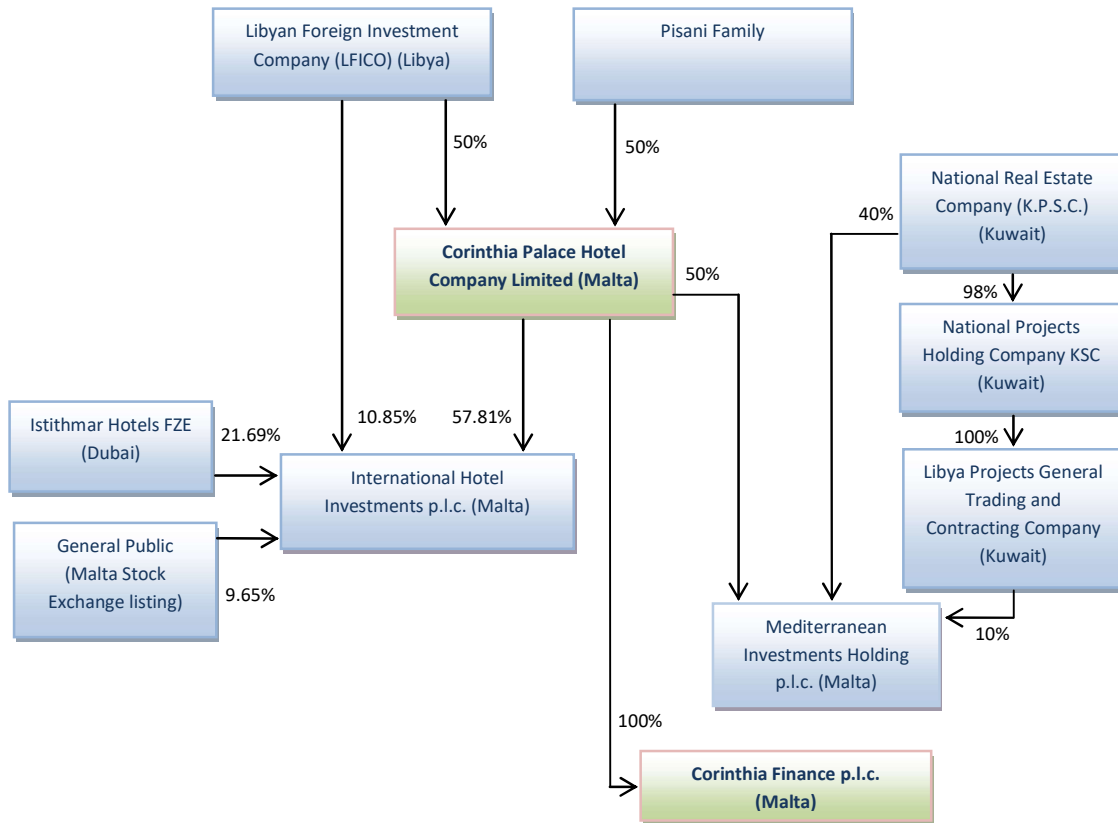 Libyan Foreign Investment
Company (LFICO) (Libya)
Pisani Family
50%
50%
National Real Estate
Company (K.P.S.C.)
(Kuwait)
40%
Corinthia Palace Hotel
Company Limited (Malta)
50%
98%
National Projects
Holding Company KSC
(Kuwait)
Istithmar Hotels FZE
(Dubai)
21.69%
10.85%
57.81%
100%
International Hotel
Investments p.l.c. (Malta)
Libya Projects General
Trading and
Contracting Company
(Kuwait)
General Public
(Malta Stock
Exchange listing)
9.65%
Mediterranean
Investments Holding
p.l.c. (Malta)
10%
100%
Corinthia Finance p.l.c.
(Malta)